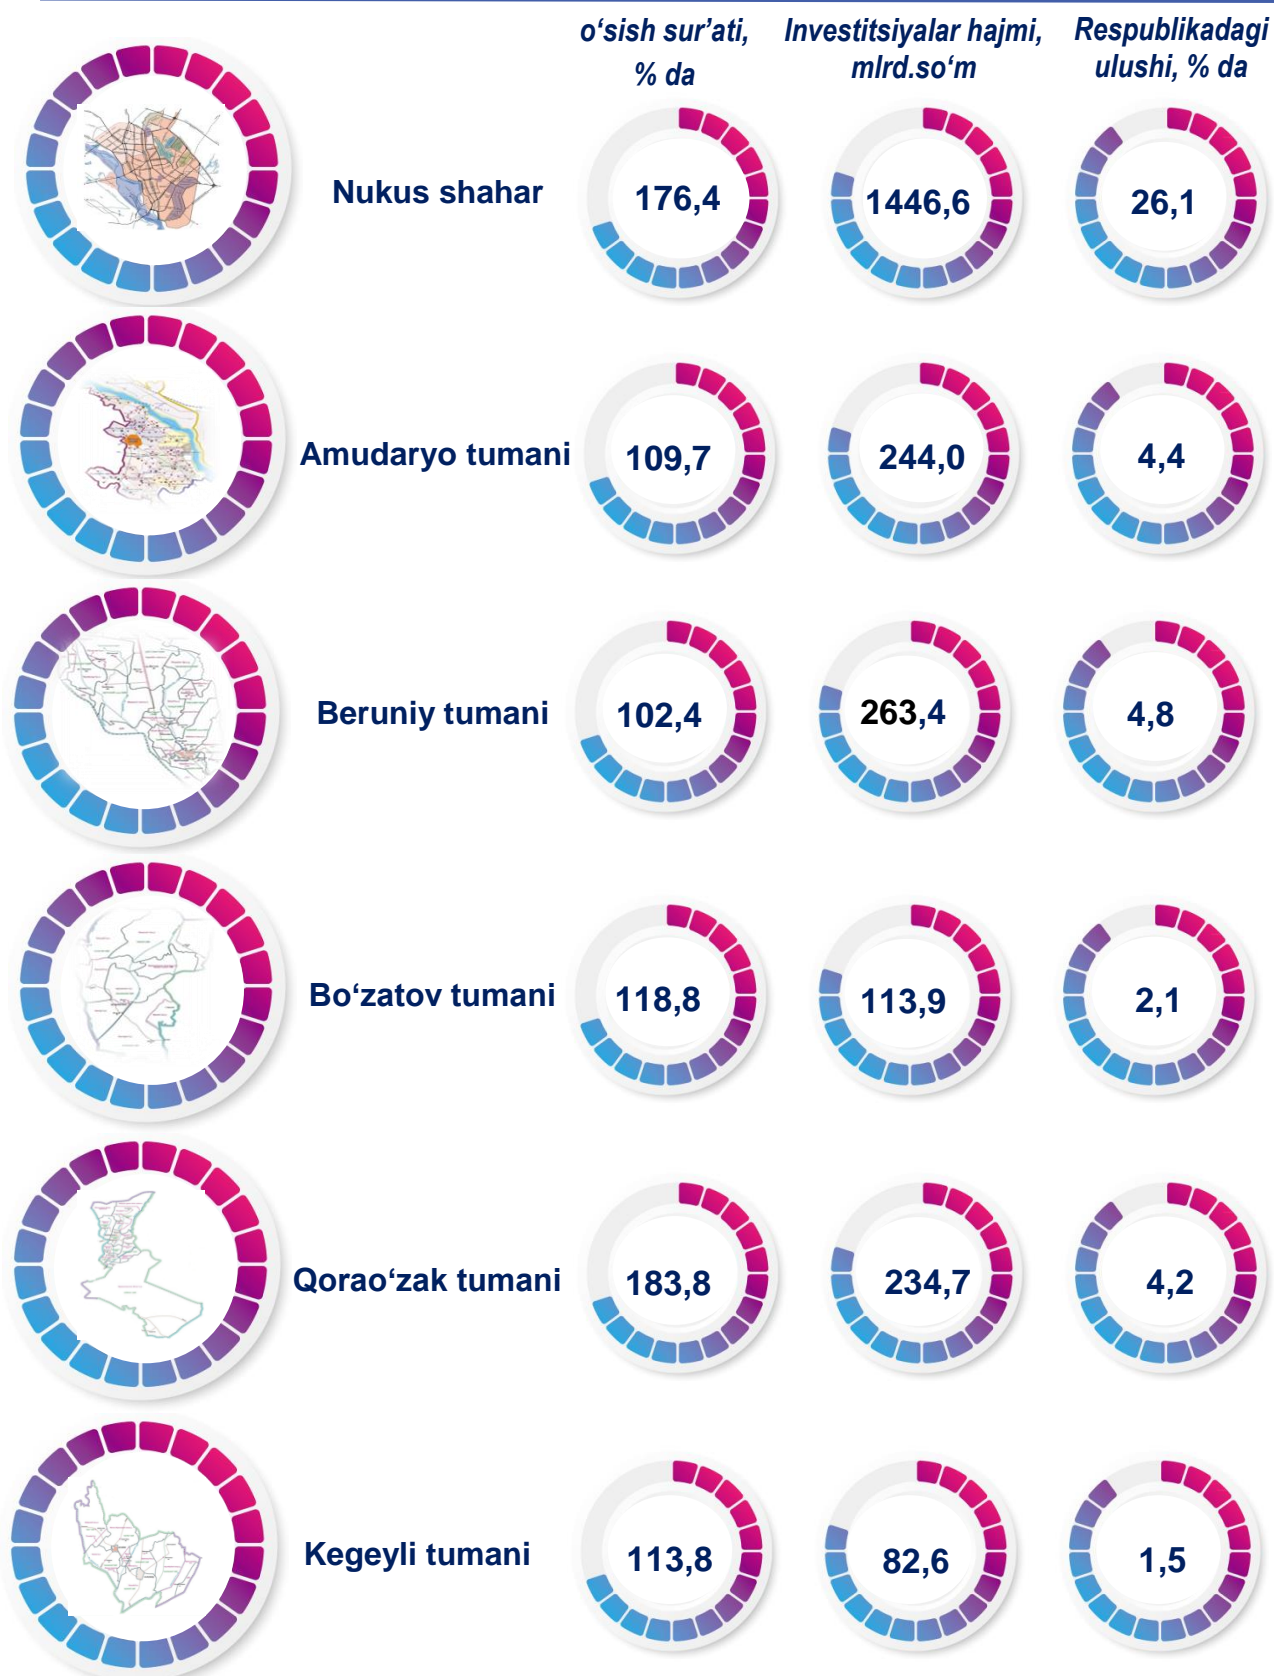 o‘sish sur’ati,
% da
Investitsiyalar hajmi,
mlrd.so‘m
Respublikadagi
ulushi, % da
Nukus shahar
176,4
1446,6
26,1
Amudaryo tumani
109,7
244,0
4,4
Beruniy tumani
102,4
263,4
4,8
Bo‘zatov tumani
118,8
113,9
2,1
Qorao‘zak tumani
183,8
234,7
4,2
Kegeyli tumani
113,8
82,6
1,5